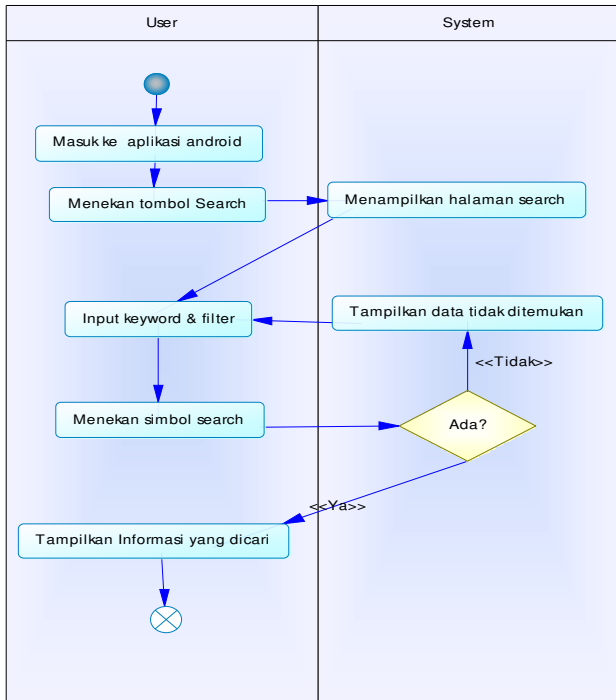 User
System
Masuk ke aplikasi android
Menekan tombol Search
Menampilkan halaman search
Input keyword & filter
Tampilkan data tidak ditemukan
<<Tidak>>
Menekan simbol search
Ada?
<<Ya>>
Tampilkan Informasi yang dicari